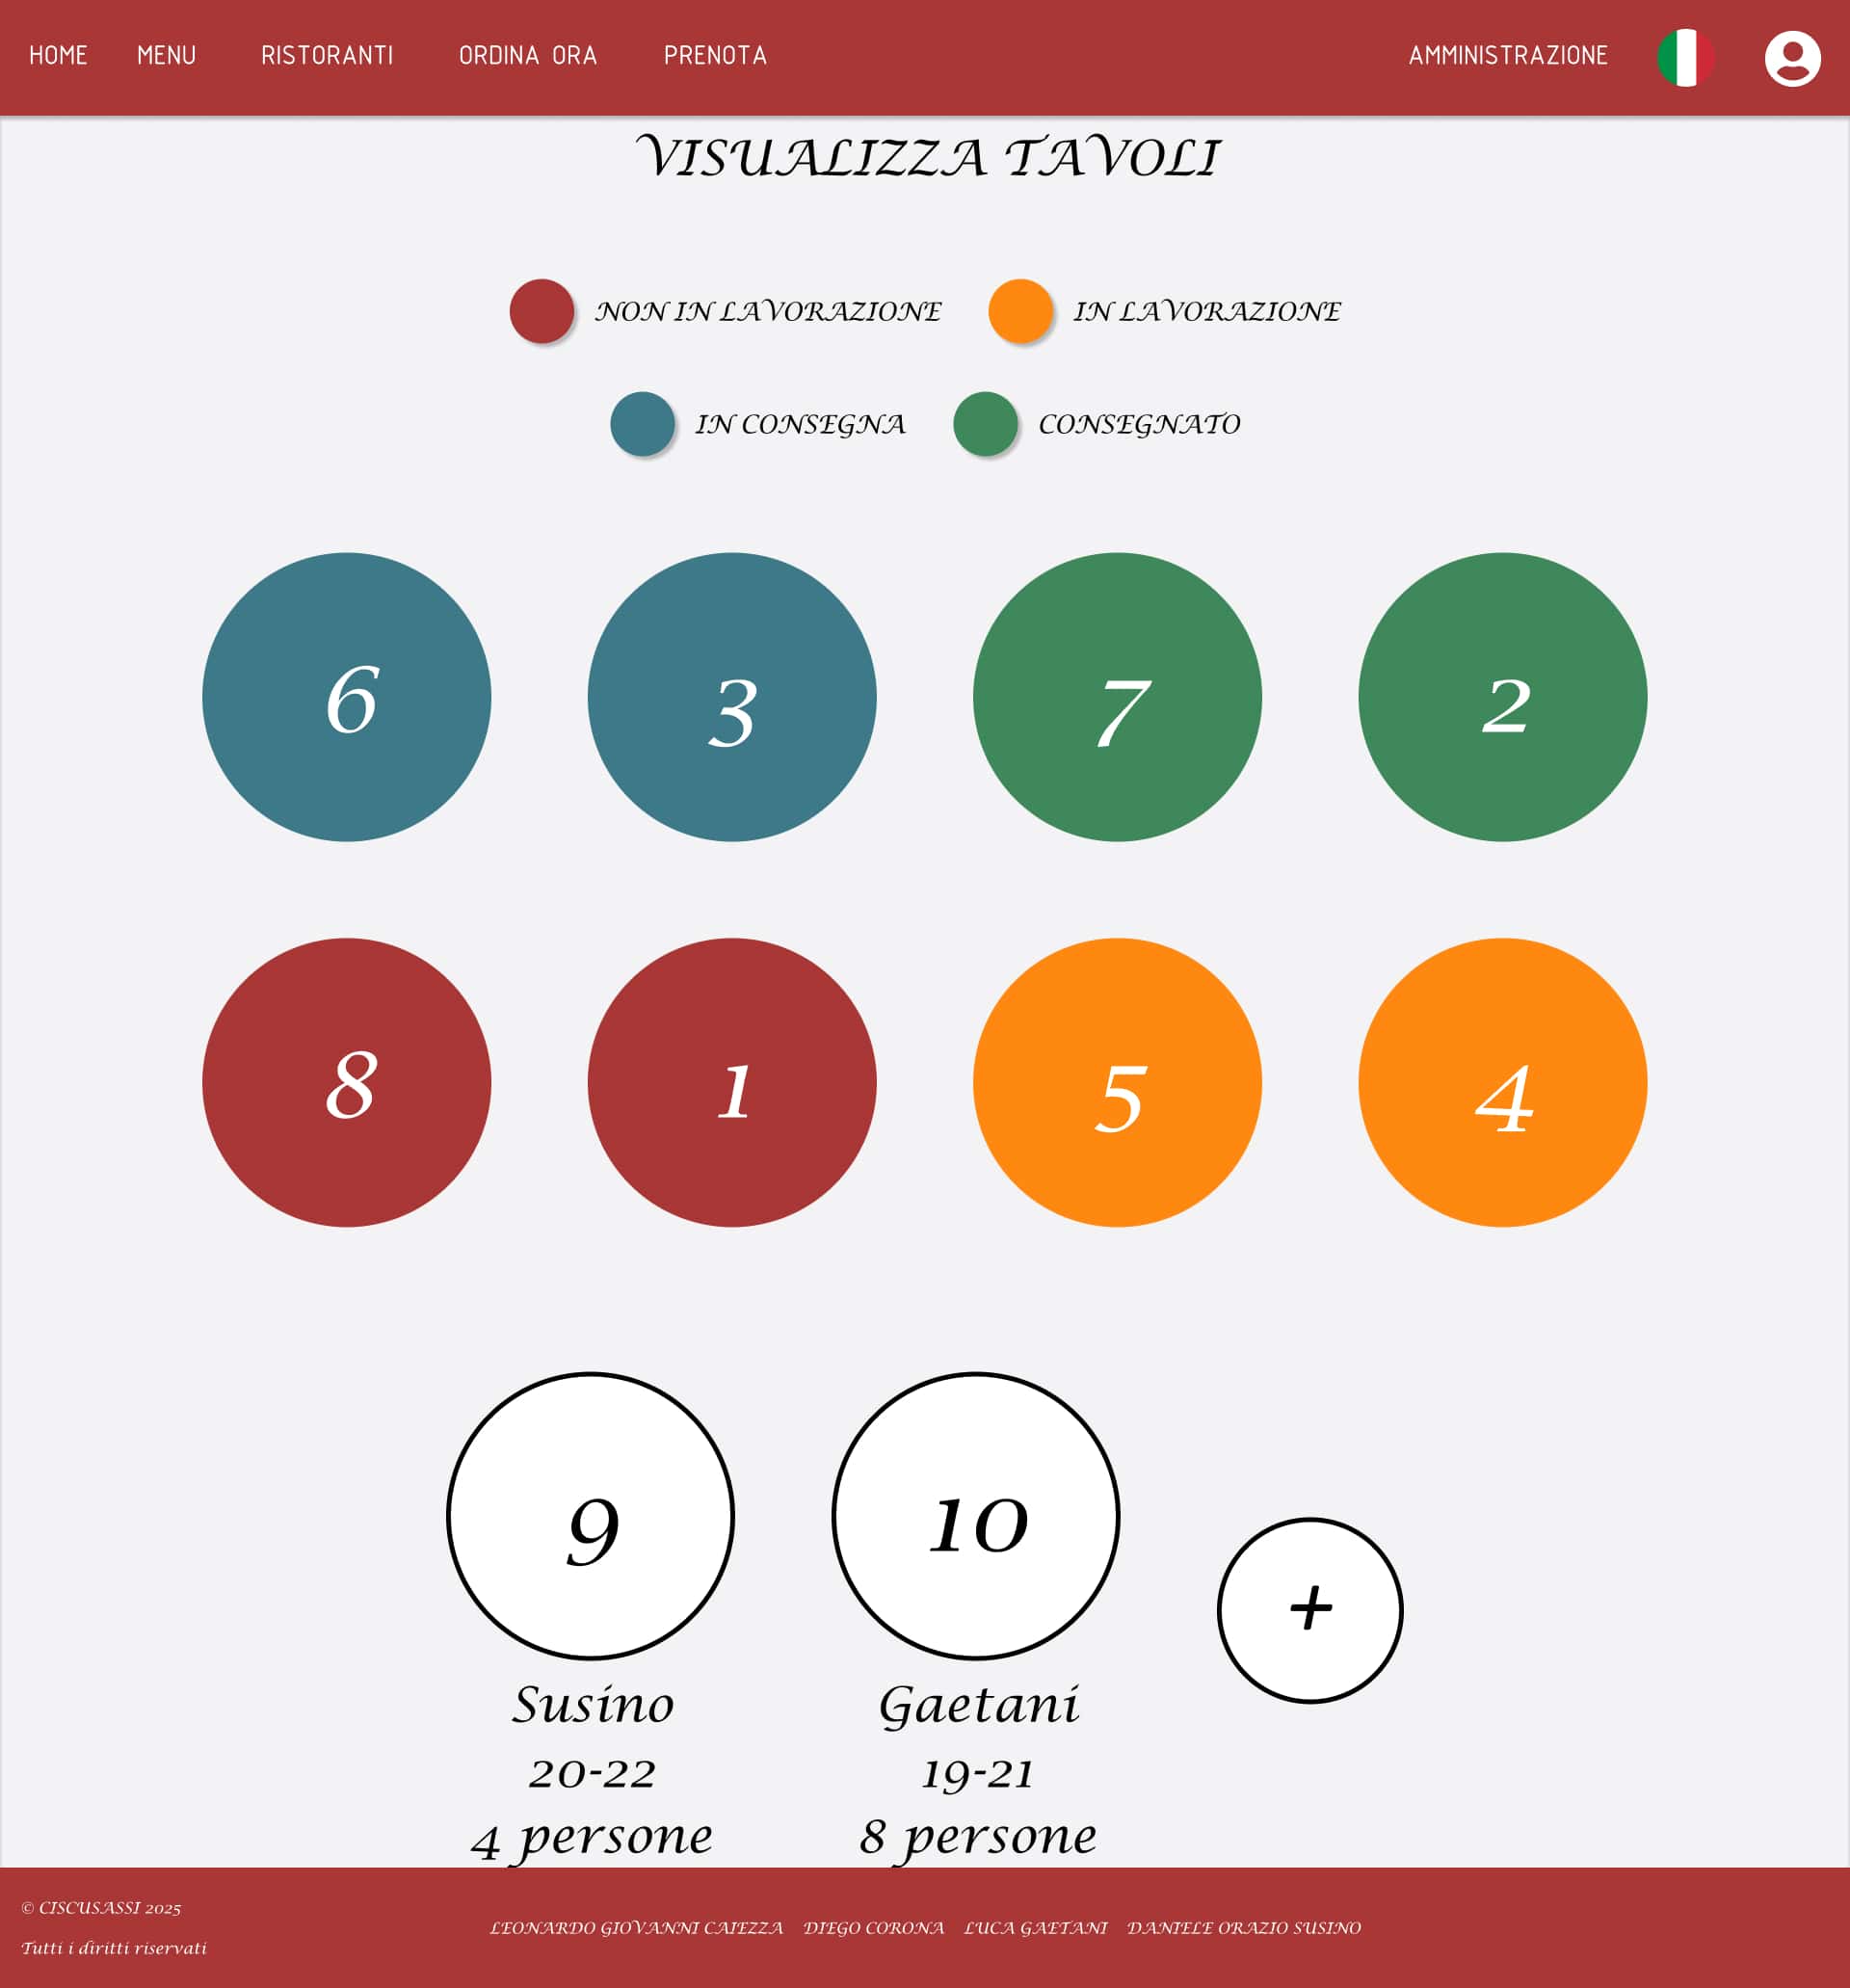 HOME MENU RISTORANTI ORDINA ORA PRENOTA AMMINISTRAZIONE
VISUALIZZA TAVOLI
NON IN LAVORAZIONE IN LAVORAZIONE
IN CONSEGNA CONSEGNATO
6 3 7 2
8 1 5 4
9 10
+
Susino Gaetani
20-22 19-21
4 persone 8 persone
© CISCUSASSI 2025
LEONARDO GIOVANNI CAIEZZA DIEGO CORONA LUCA GAETANI DANIELE ORAZIO SUSINO
Tutti i diritti riservati